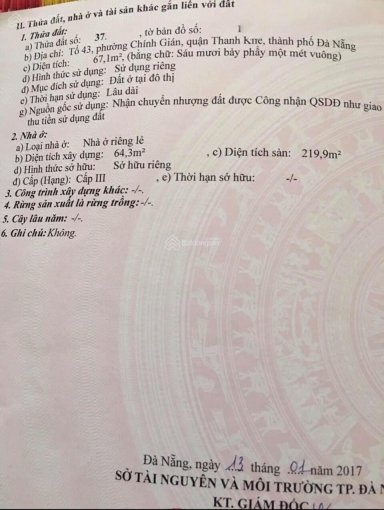 II. Thửa đất, nhà ở và tài sản khác gắn liền với đất
1. Thửa đất:
a) Thửa đất số: 37. , tờ bản đồ số:
b) Địa chỉ: Tổ 43, phường Chính Gián, quận Thanh Khê, thành phố Đà Nẵng
c) Diện tích: 67,1m², (bằng chữ: Sáu mươi bảy phẩy một mét vuông)
d) Hình thức sử dụng: Sử dụng riêng
đ) Mục đích sử dụng: Đất ở tại đô thị
e) Thời hạn sử dụng: Lâu dài
g) Nguồn gốc sử dụng: Nhận chuyển nhượng đất được Công nhận QSDĐ như giao
thu tiền sử dụng đất
2. Nhà ở:
a) Loại nhà ở: Nhà ở riêng lẻ
b) Diện tích xây dựng: 64,3m² , c) Diện tích sàn: 219,9m²
d) Hình thức sở hữu: Sở hữu riêng
đ) Cấp (Hạng): Cấp III , e) Thời hạn sở hữu: -/-
3. Công trình xây dựng khác: -/-.
4. Rừng sản xuất là rừng trồng: -/-.
5. Cây lâu năm: -/-.
6. Ghi chú: Không.
Batdongsan
Đà Nẵng, ngày 13 tháng 01 năm 2017
SỞ TÀI NGUYÊN VÀ MÔI TRƯỜNG TP. ĐÀ N
KT. GIÁM ĐỐC